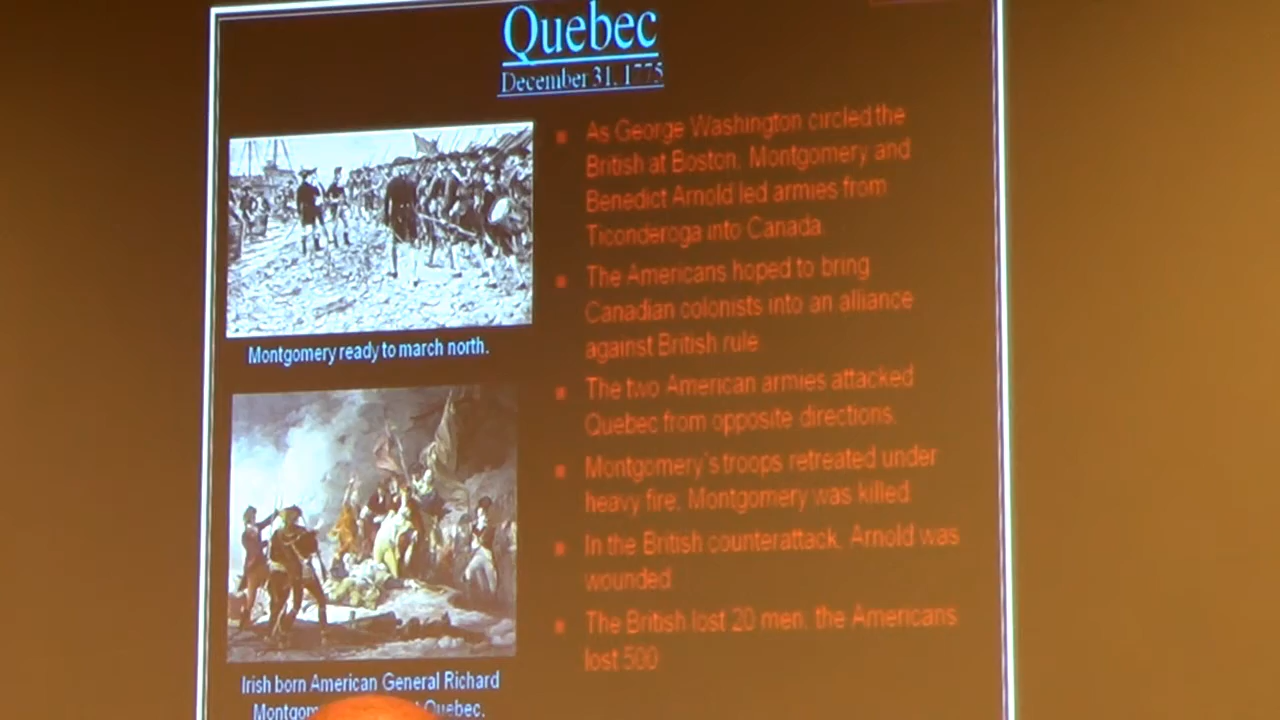 Quebec
December 31, 1775
As George Washington circled the
British at Boston, Montgomery and
Benedict Arnold led armies from
Ticonderoga into Canada.
The Americans hoped to bring
Canadian colonists into an alliance
against British rule
The two American armies attacked
Quebec from opposite directions.
Montgomery's troops retreated under
heavy fire. Montgomery was killed
In the British counterattack, Arnold was
wounded
The British lost 20 men; the Americans
lost 500
Montgomery ready to march north.
Irish born American General Richard
Quebec.